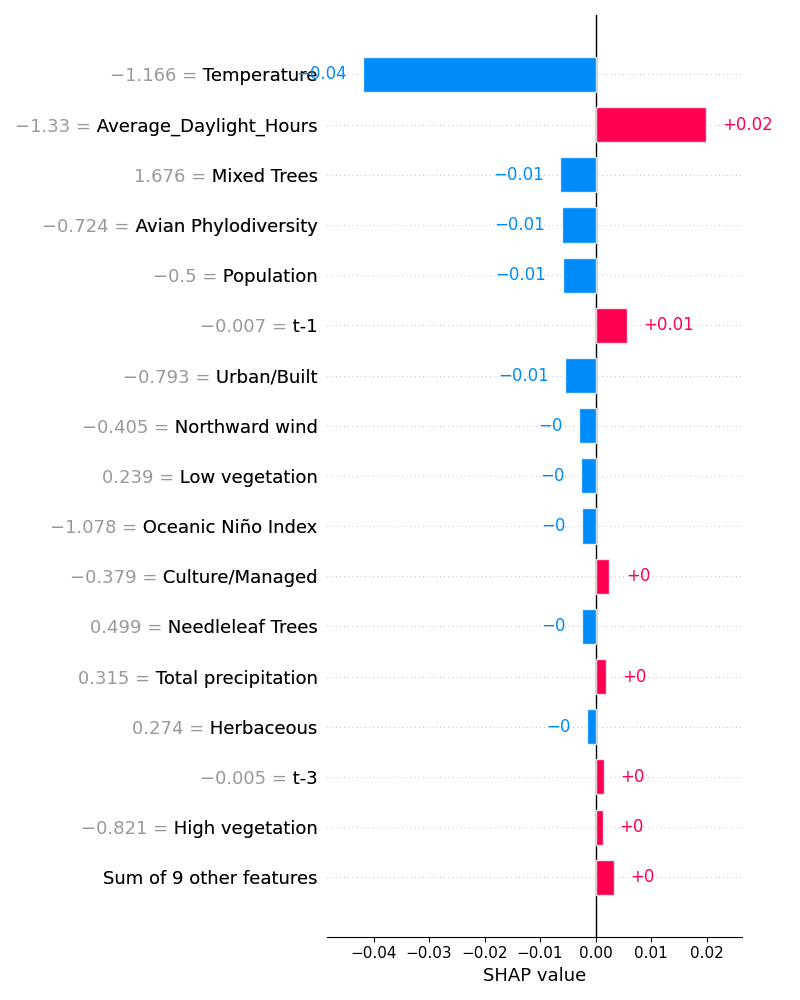 −1.166 = Temperature −0.04
−1.33 = Average_Daylight_Hours +0.02
1.676 = Mixed Trees −0.01
−0.724 = Avian Phylodiversity −0.01
−0.5 = Population −0.01
−0.007 = t-1 +0.01
−0.793 = Urban/Built −0.01
−0.405 = Northward wind −0
0.239 = Low vegetation −0
−1.078 = Oceanic Niño Index −0
−0.379 = Culture/Managed +0
0.499 = Needleleaf Trees −0
0.315 = Total precipitation +0
0.274 = Herbaceous −0
−0.005 = t-3 +0
−0.821 = High vegetation +0
Sum of 9 other features +0
−0.04 −0.03 −0.02 −0.01 0.00 0.01 0.02
SHAP value